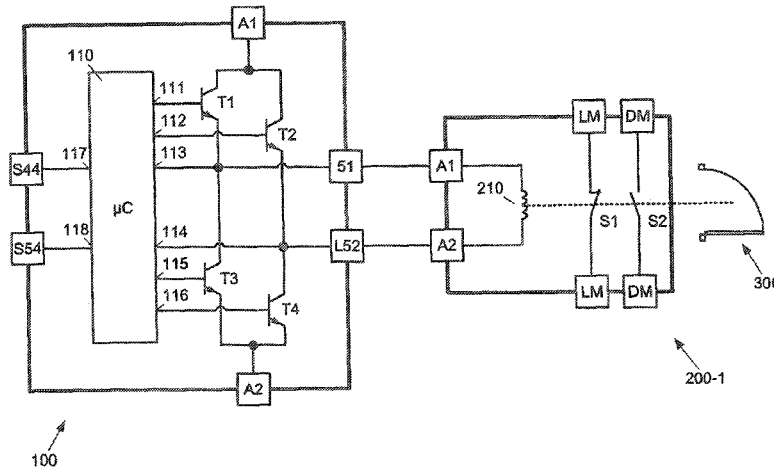 A1
110
111
T1
112
T2
113
S44
117
µC
51
A1
LM
DM
210
S1
S2
S54
118
114
L52
A2
115
T3
116
T4
LM
DM
300
A2
200-1
100